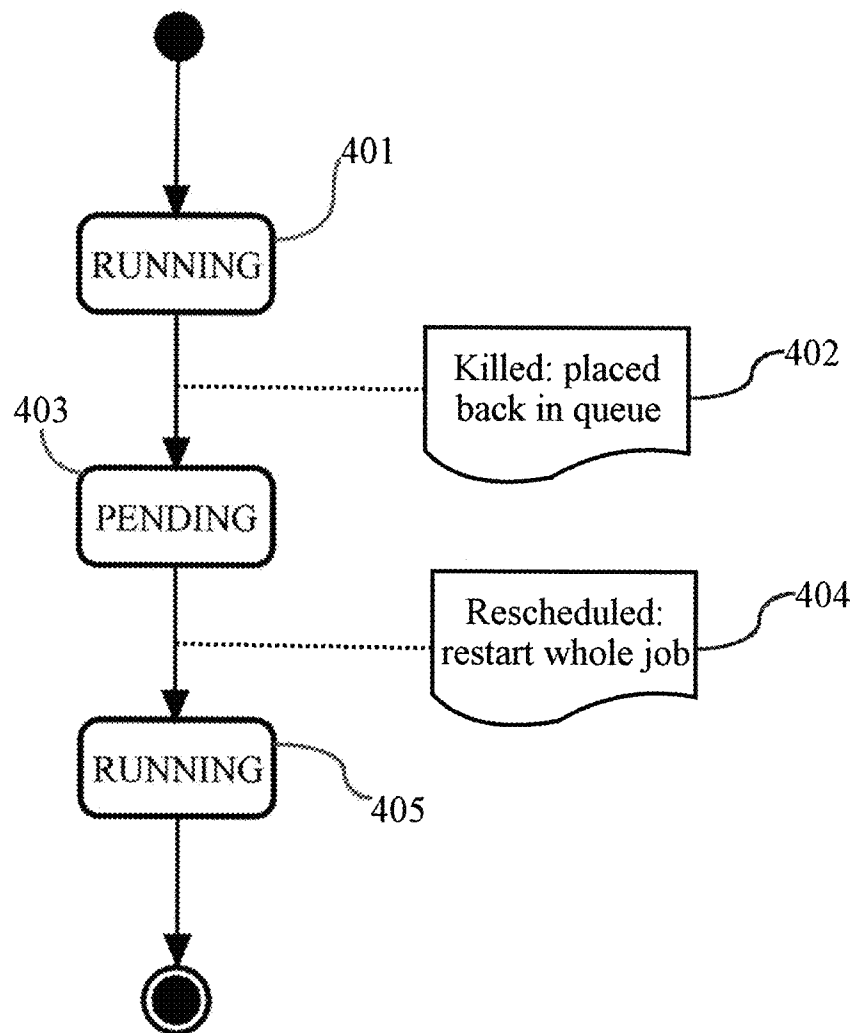 401
RUNNING
Killed: placed
back in queue
402
403
PENDING
Rescheduled:
restart whole job
404
RUNNING
405